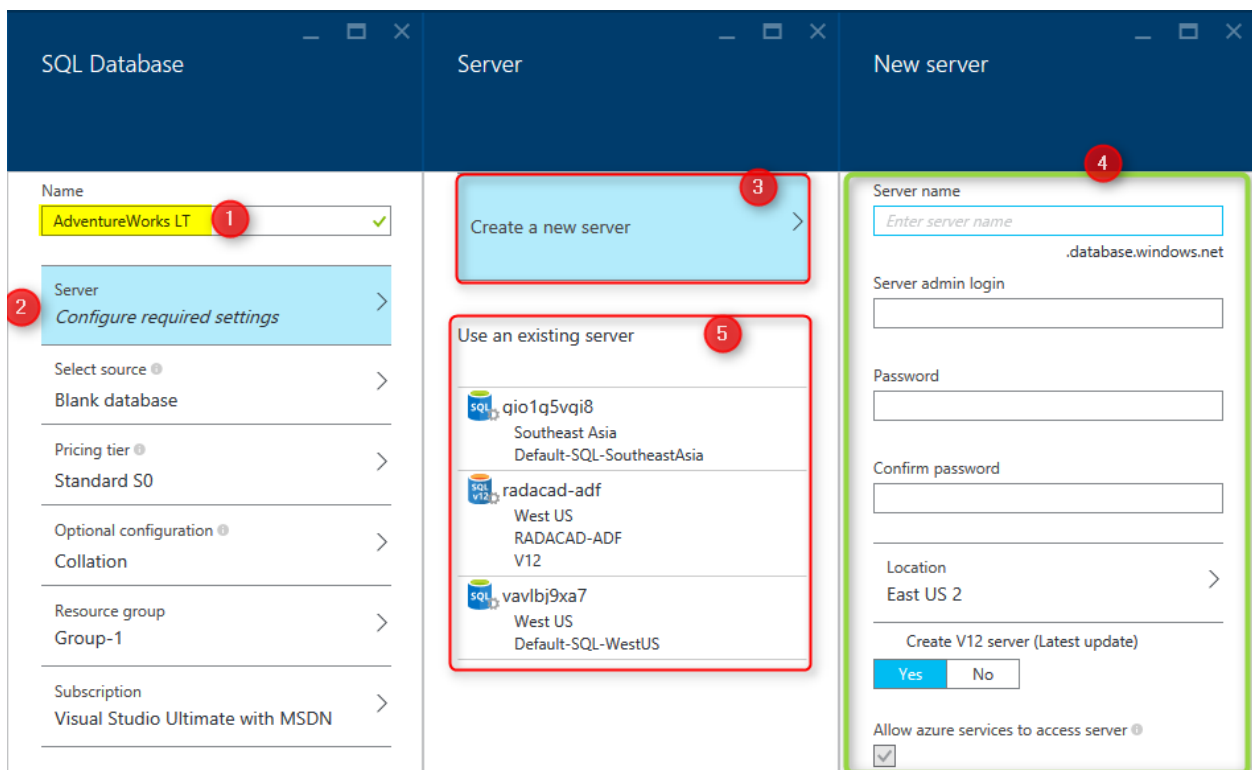 SQL Database
Name
AdventureWorks LT
1
2
Server
Configure required settings
Select source
Blank database
Pricing tier
Standard S0
Optional configuration
Collation
Resource group
Group-1
Subscription
Visual Studio Ultimate with MSDN
Server
3
Create a new server
Use an existing server
5
SQL
qio1q5vqi8
Southeast Asia
Default-SQL-SoutheastAsia
SQL V12
radacad-adf
West US
RADACAD-ADF
V12
SQL
vavlbj9xa7
West US
Default-SQL-WestUS
New server
4
Server name
Enter server name
.database.windows.net
Server admin login
Password
Confirm password
Location
East US 2
Create V12 server (Latest update)
Yes No
Allow azure services to access server